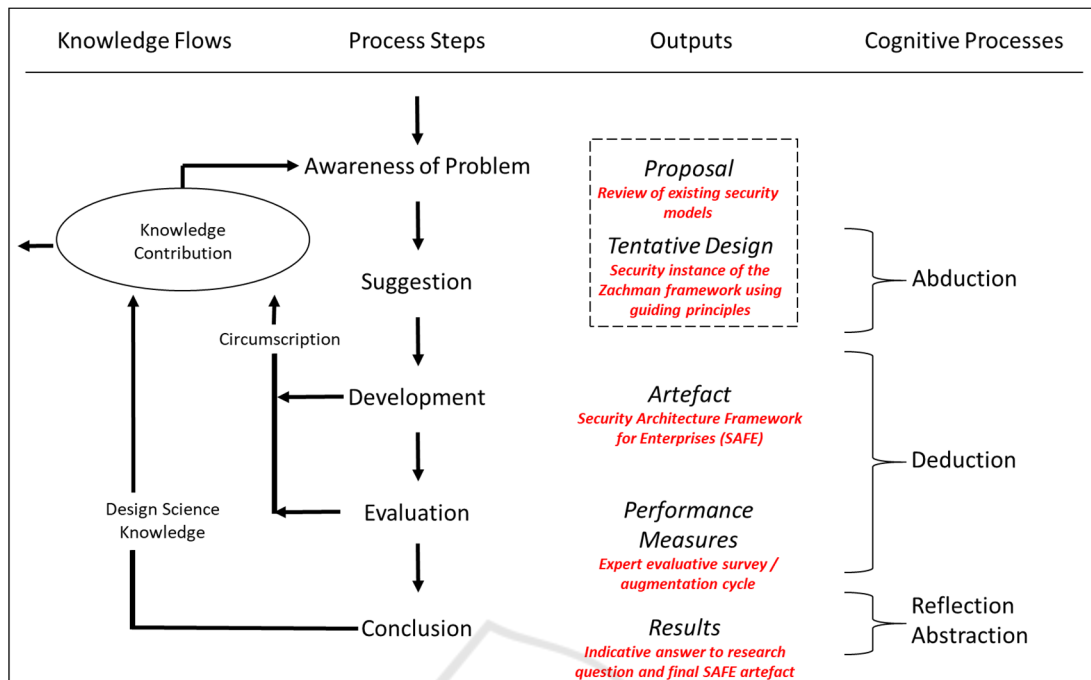 Knowledge Flows
Process Steps
Outputs
Cognitive Processes
Awareness of Problem
Proposal
Review of existing security
models
Knowledge
Contribution
Tentative Design
Security instance of the
Zachman framework using
guiding principles
Suggestion
Abduction
Circumscription
Development
Artefact
Security Architecture Framework
for Enterprises (SAFE)
Deduction
Design Science
Knowledge
Evaluation
Performance
Measures
Expert evaluative survey /
augmentation cycle
Conclusion
Results
Indicative answer to research
question and final SAFE artefact
Reflection
Abstraction